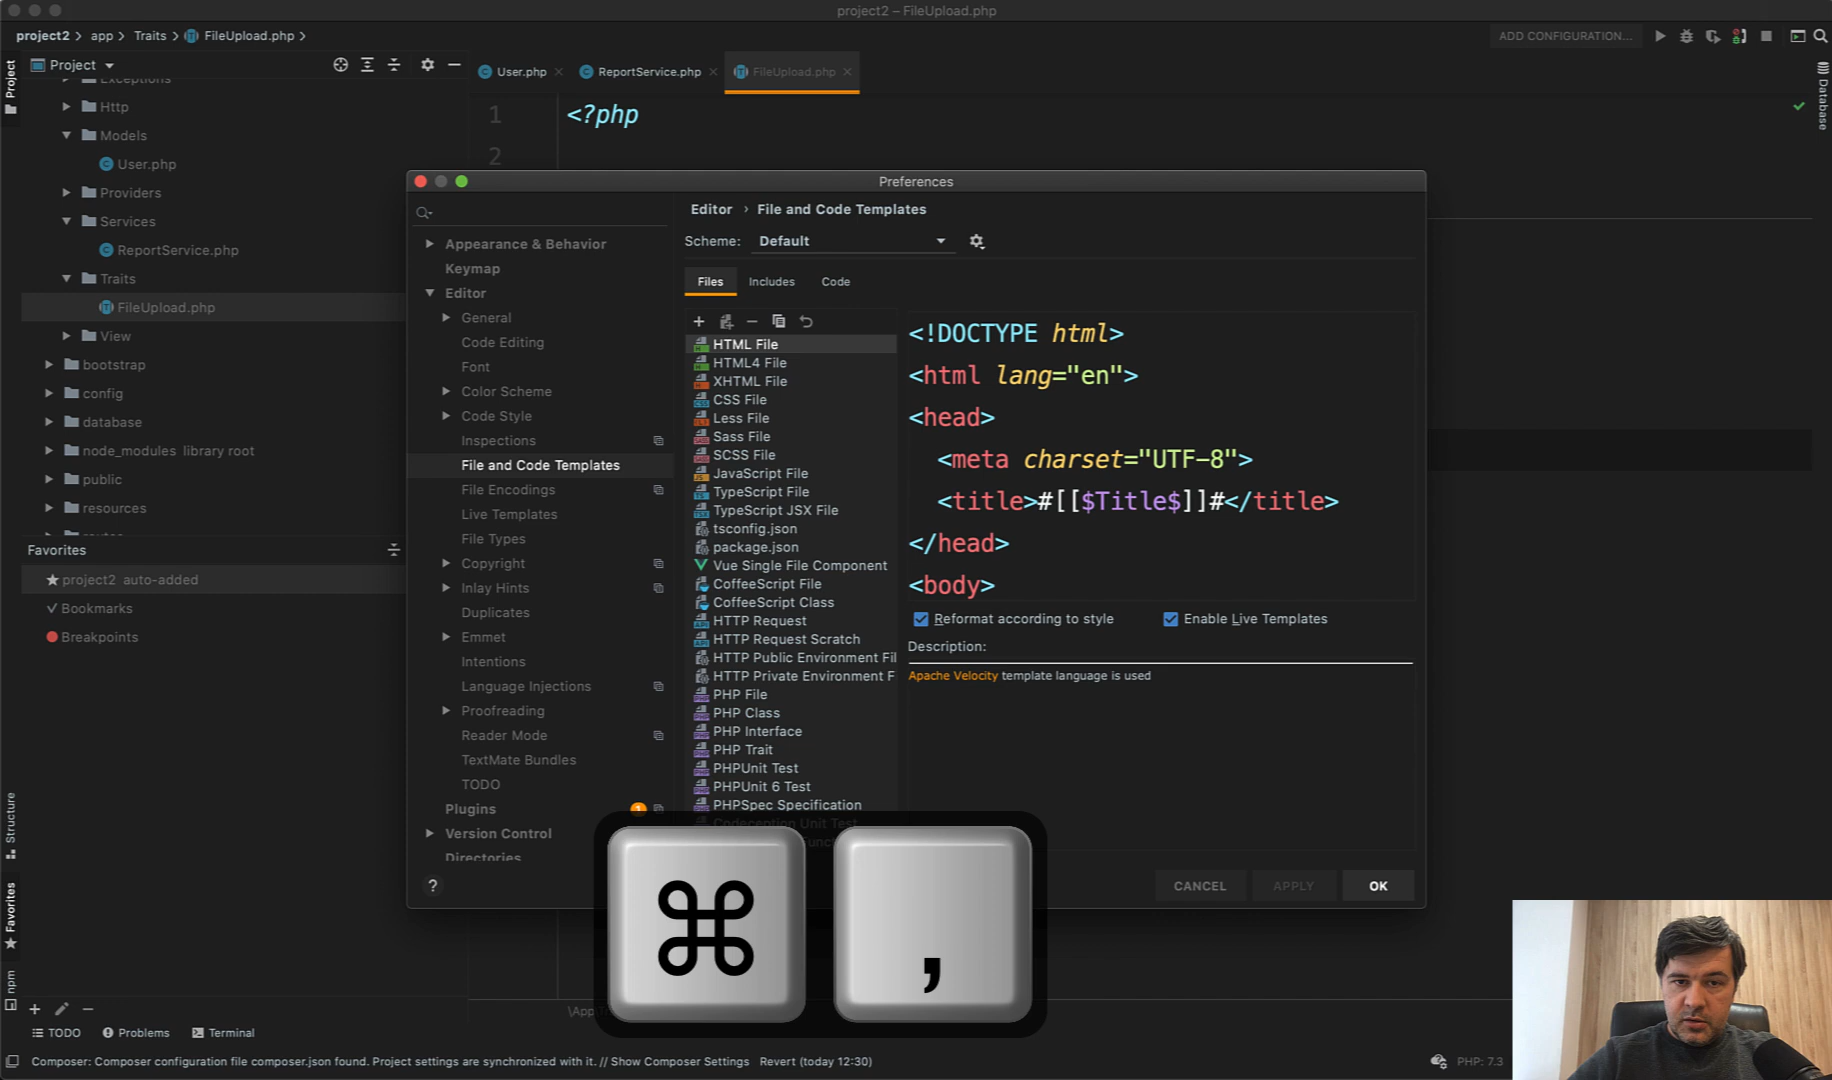 project2 – FileUpload.php
project2 > app > Traits > FileUpload.php >
ADD CONFIGURATION...
Project
Project
Exceptions
Http
Models
User.php
Providers
Services
ReportService.php
Traits
FileUpload.php
View
bootstrap
config
database
node_modules library root
public
resources
Favorites
project2 auto-added
Bookmarks
Breakpoints
Structure
Favorites
npm
User.php
ReportService.php
FileUpload.php
1
<?php
2
Database
Preferences
Appearance & Behavior
Keymap
Editor
General
Code Editing
Font
Color Scheme
Code Style
Inspections
File and Code Templates
File Encodings
Live Templates
File Types
Copyright
Inlay Hints
Duplicates
Emmet
Intentions
Language Injections
Proofreading
Reader Mode
TextMate Bundles
TODO
Plugins
1
Version Control
Directories
?
Editor › File and Code Templates
Scheme: Default
Files Includes Code
HTML File
HTML4 File
XHTML File
CSS File
Less File
Sass File
SCSS File
JavaScript File
TypeScript File
TypeScript JSX File
tsconfig.json
package.json
Vue Single File Component
CoffeeScript File
CoffeeScript Class
HTTP Request
HTTP Request Scratch
HTTP Public Environment Fil
HTTP Private Environment F
PHP File
PHP Class
PHP Interface
PHP Trait
PHPUnit Test
PHPUnit 6 Test
PHPSpec Specification
Codeception Unit Test
<!DOCTYPE html>
<html lang="en">
<head>
<meta charset="UTF-8">
<title>#[[$Title$]]#</title>
</head>
<body>
Reformat according to style
Enable Live Templates
Description:
Apache Velocity template language is used
CANCEL
APPLY
OK
⌘
,
TODO
Problems
Terminal
Composer: Composer configuration file composer.json found. Project settings are synchronized with it. // Show Composer Settings Revert (today 12:30)
PHP: 7.3